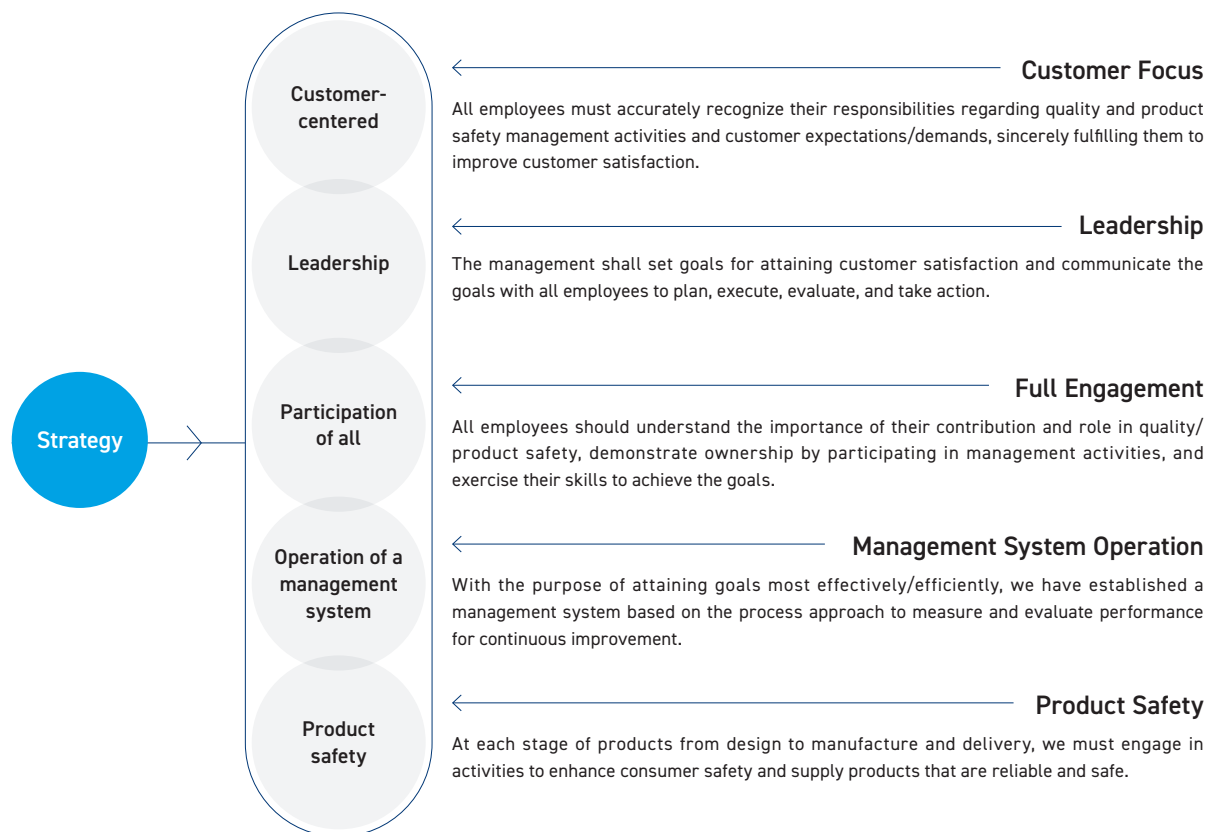 Strategy
Customer-
centered
Customer Focus
All employees must accurately recognize their responsibilities regarding quality and product
safety management activities and customer expectations/demands, sincerely fulfilling them to
improve customer satisfaction.
Leadership
Leadership
The management shall set goals for attaining customer satisfaction and communicate the
goals with all employees to plan, execute, evaluate, and take action.
Participation
of all
Full Engagement
All employees should understand the importance of their contribution and role in quality/
product safety, demonstrate ownership by participating in management activities, and
exercise their skills to achieve the goals.
Operation of a
management
system
Management System Operation
With the purpose of attaining goals most effectively/efficiently, we have established a
management system based on the process approach to measure and evaluate performance
for continuous improvement.
Product
safety
Product Safety
At each stage of products from design to manufacture and delivery, we must engage in
activities to enhance consumer safety and supply products that are reliable and safe.